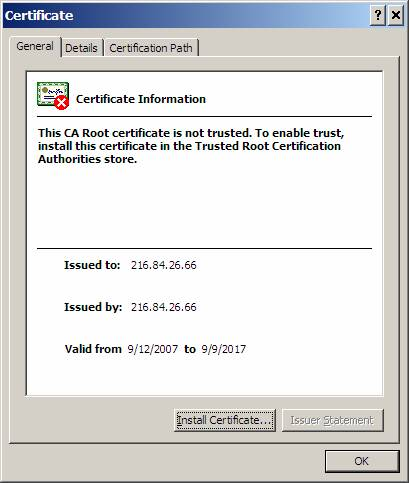 Certificate
General Details Certification Path
Certificate Information
This CA Root certificate is not trusted. To enable trust,
install this certificate in the Trusted Root Certification
Authorities store.
Issued to: 216.84.26.66
Issued by: 216.84.26.66
Valid from 9/12/2007 to 9/9/2017
Install Certificate... Issuer Statement
OK